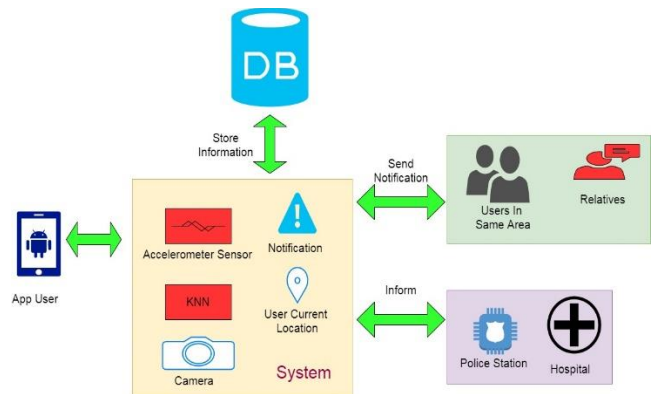 DB
Store
Information
Send
Notification
Users In
Same Area
Relatives
App User
Accelerometer Sensor
Notification
KNN
User Current
Location
Camera
System
Inform
Police Station
Hospital